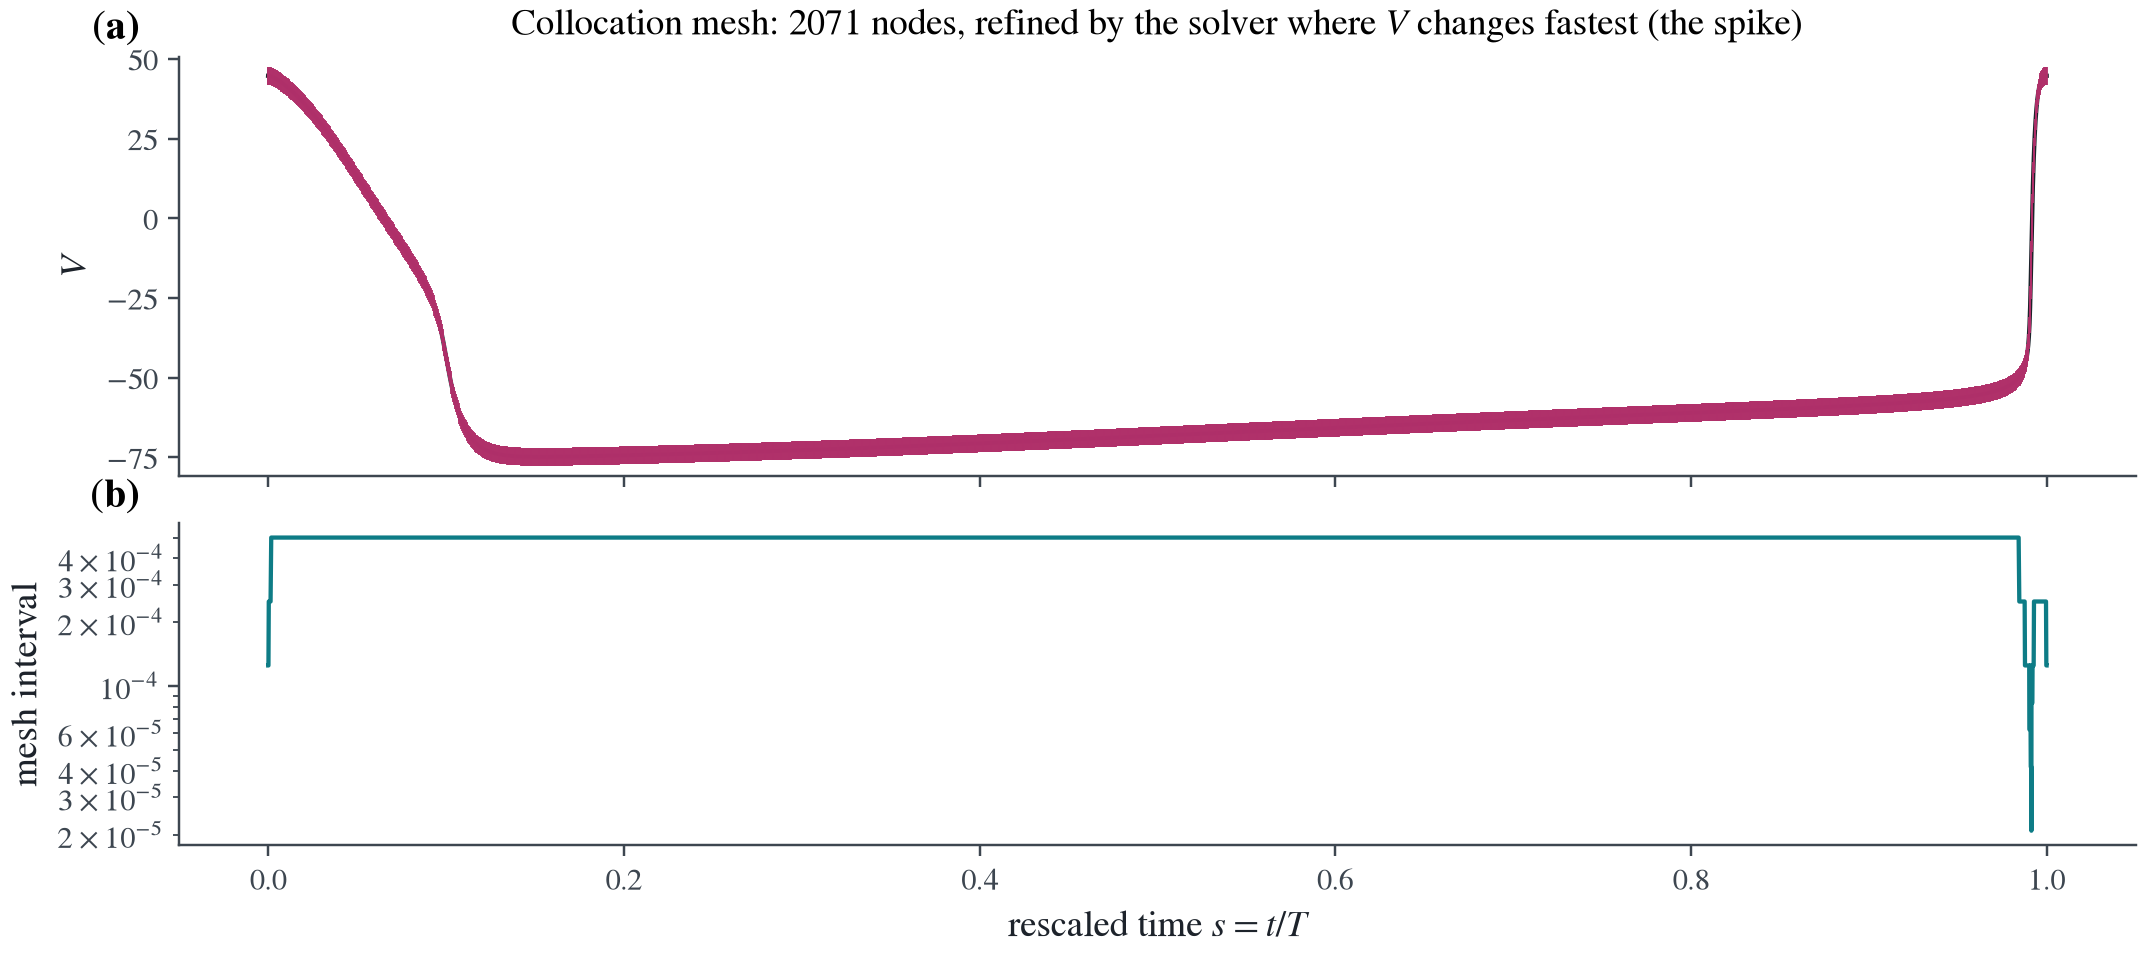 (a)
Collocation mesh: 2071 nodes, refined by the solver where V changes fastest (the spike)
50
25
0
−25
−50
−75
V
(b)
4×10⁻⁴
3×10⁻⁴
2×10⁻⁴
10⁻⁴
6×10⁻⁵
4×10⁻⁵
3×10⁻⁵
2×10⁻⁵
mesh interval
0.0 0.2 0.4 0.6 0.8 1.0
rescaled time s = t/T